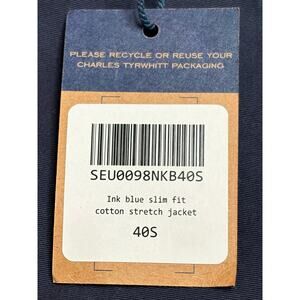 PLEASE RECYCLE OR REUSE YOUR
CHARLES TYRWHITT PACKAGING
SEU0098NKB40S
Ink blue slim fit
cotton stretch jacket
40S